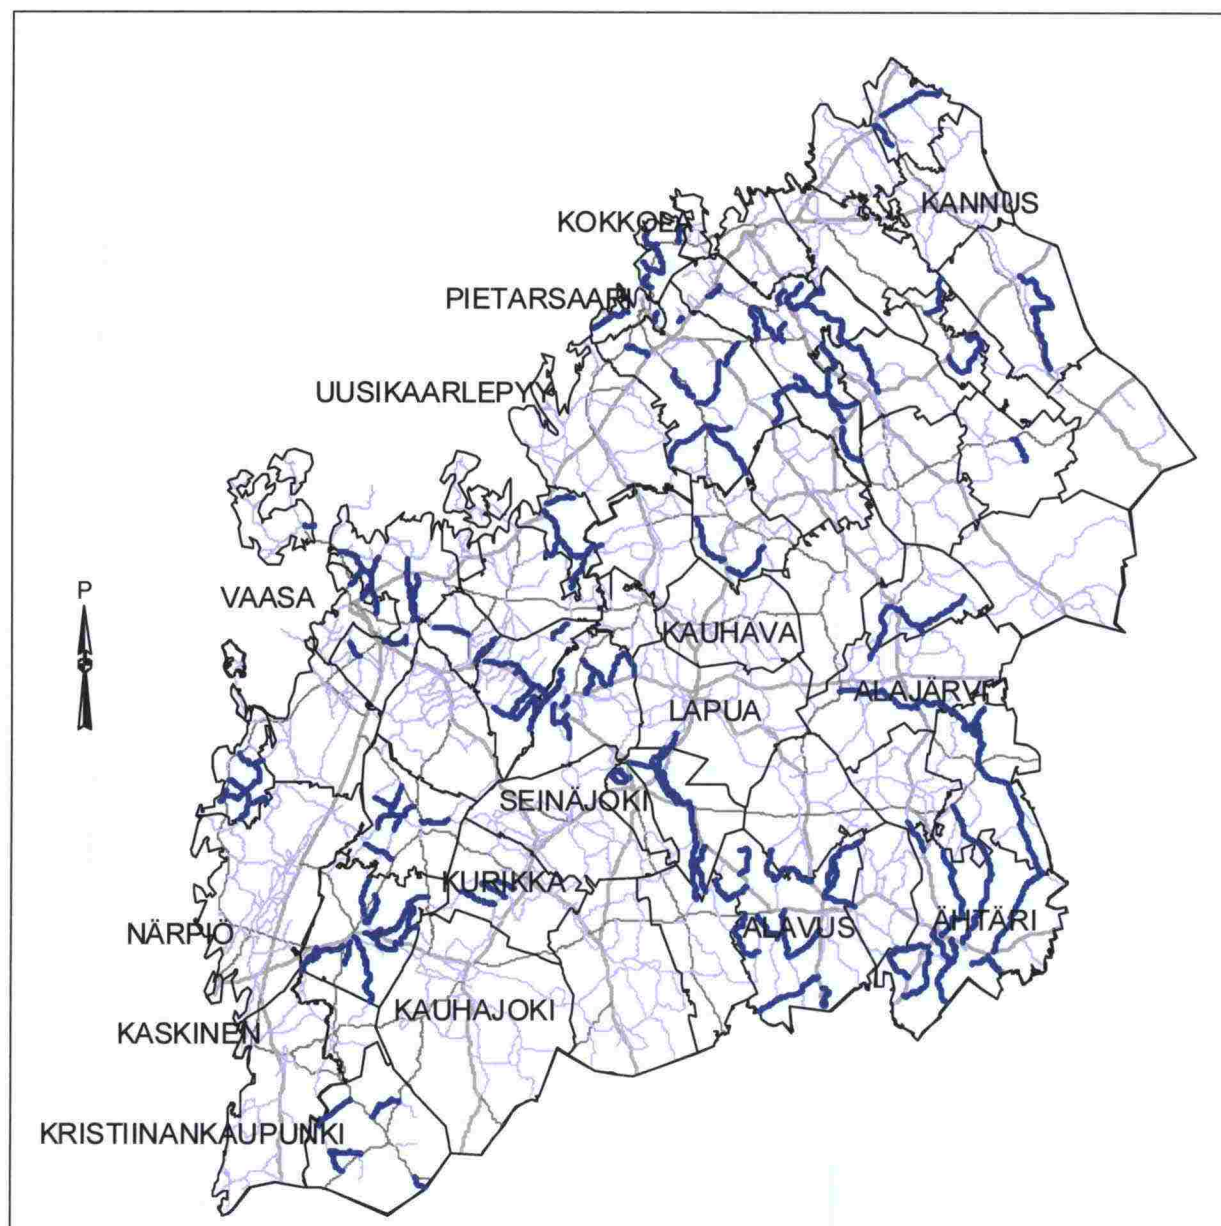 KANNUS
KOKKOLA
PIETARSAARI
UUSIKAARLEPYY
P
VAASA
KAUHAVA
ALAJÄRVI
LAPUA
SEINÄJOKI
KURIKKA
NÄRPIÖ
ALAVUS
ÄHTÄRI
KAUHAJOKI
KASKINEN
KRISTIINANKAUPUNKI